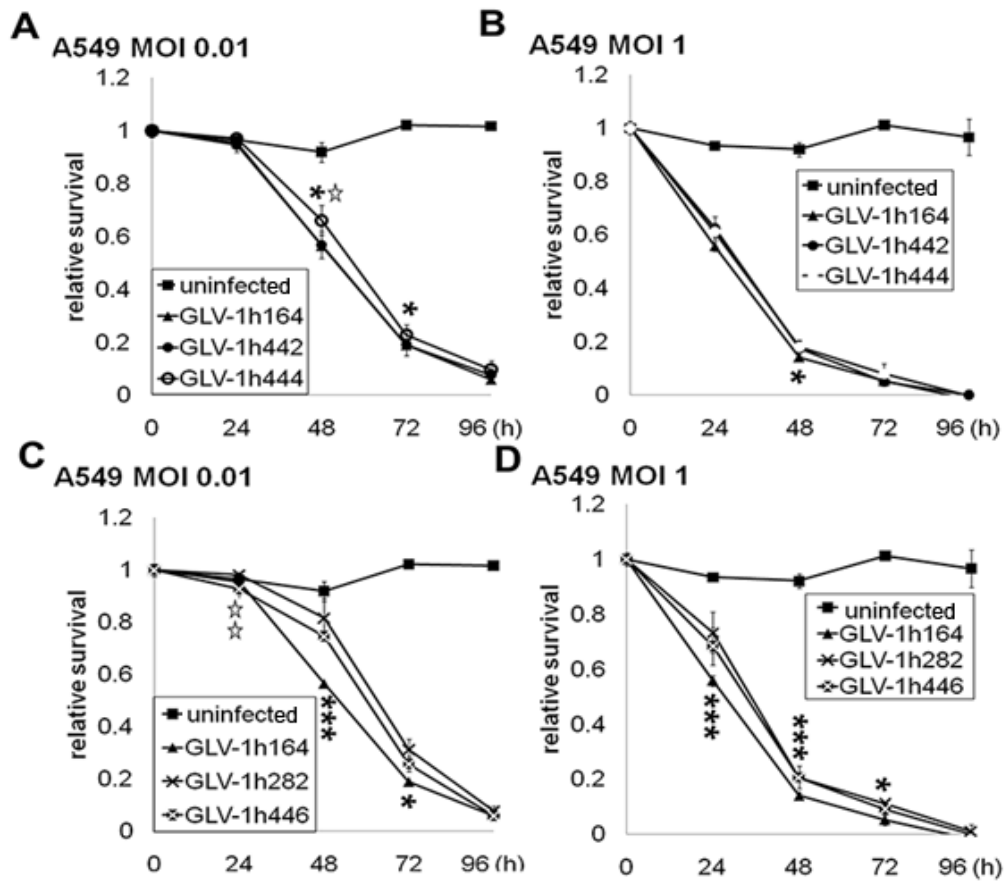 A
A549 MOI 0.01
relative survival
1.2
1
0.8
0.6
0.4
0.2
0
0 24 48 72 96 (h)
*☆
*
uninfected
GLV-1h164
GLV-1h442
GLV-1h444
B
A549 MOI 1
relative survival
1.2
1
0.8
0.6
0.4
0.2
0
0 24 48 72 96 (h)
*
uninfected
GLV-1h164
GLV-1h442
GLV-1h444
C
A549 MOI 0.01
relative survival
1.2
1
0.8
0.6
0.4
0.2
0
0 24 48 72 96 (h)
☆☆
***
*
uninfected
GLV-1h164
GLV-1h282
GLV-1h446
D
A549 MOI 1
relative survival
1.2
1
0.8
0.6
0.4
0.2
0
0 24 48 72 96 (h)
***
***
*
uninfected
GLV-1h164
GLV-1h282
GLV-1h446